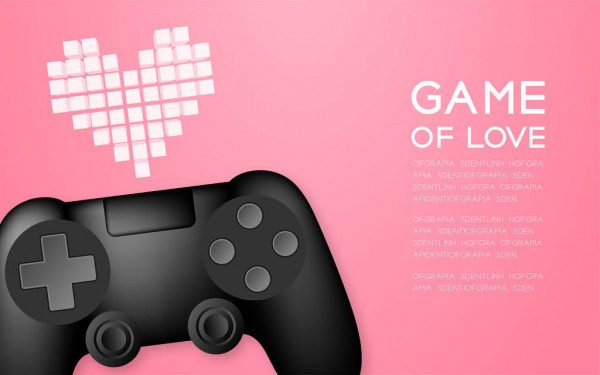 GAME
OF LOVE
OFGRAPIA SDENTLINH HOFGRA
APIA SDENTIOFGRAPIA SDEN
SDENTLINH HOFGRA OFGRAPIA
APIDENTIOFGRAPIA SDEN
OFGRAPIA SDENTLINH HOFGRA
APIA SDENTIOFGRAPIA SDEN
SDENTLINH HOFGRA OFGRAPIA
APIDENTIOFGRAPIA SDEN
OFGRAPIA SDENTLINH HOFGRA
APIA SDENTIOFGRAPIA SDEN